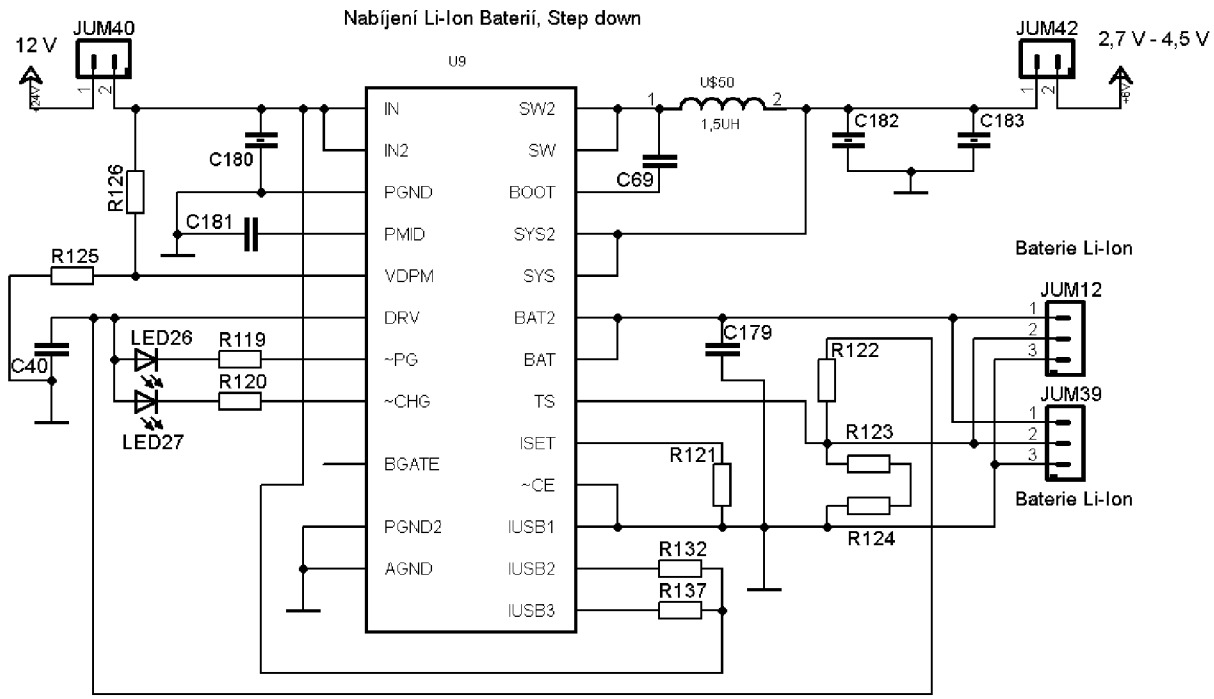 Nabíjení Li-Ion Baterií, Step down
JUM40
12 V
+24V
1
2
U9
JUM42
2,7 V - 4,5 V
1
2
+6V
U$50
1
2
1,5UH
IN
SW2
C180
IN2
SW
C69
C182
C183
R126
PGND
BOOT
C181
PMID
SYS2
R125
VDPM
SYS
Baterie Li-Ion
JUM12
DRV
BAT2
1
2
3
C40
LED26
R119
~PG
BAT
C179
R122
R120
~CHG
TS
JUM39
LED27
ISET
R121
R123
1
2
3
BGATE
~CE
Baterie Li-Ion
PGND2
IUSB1
R124
AGND
IUSB2
R132
IUSB3
R137